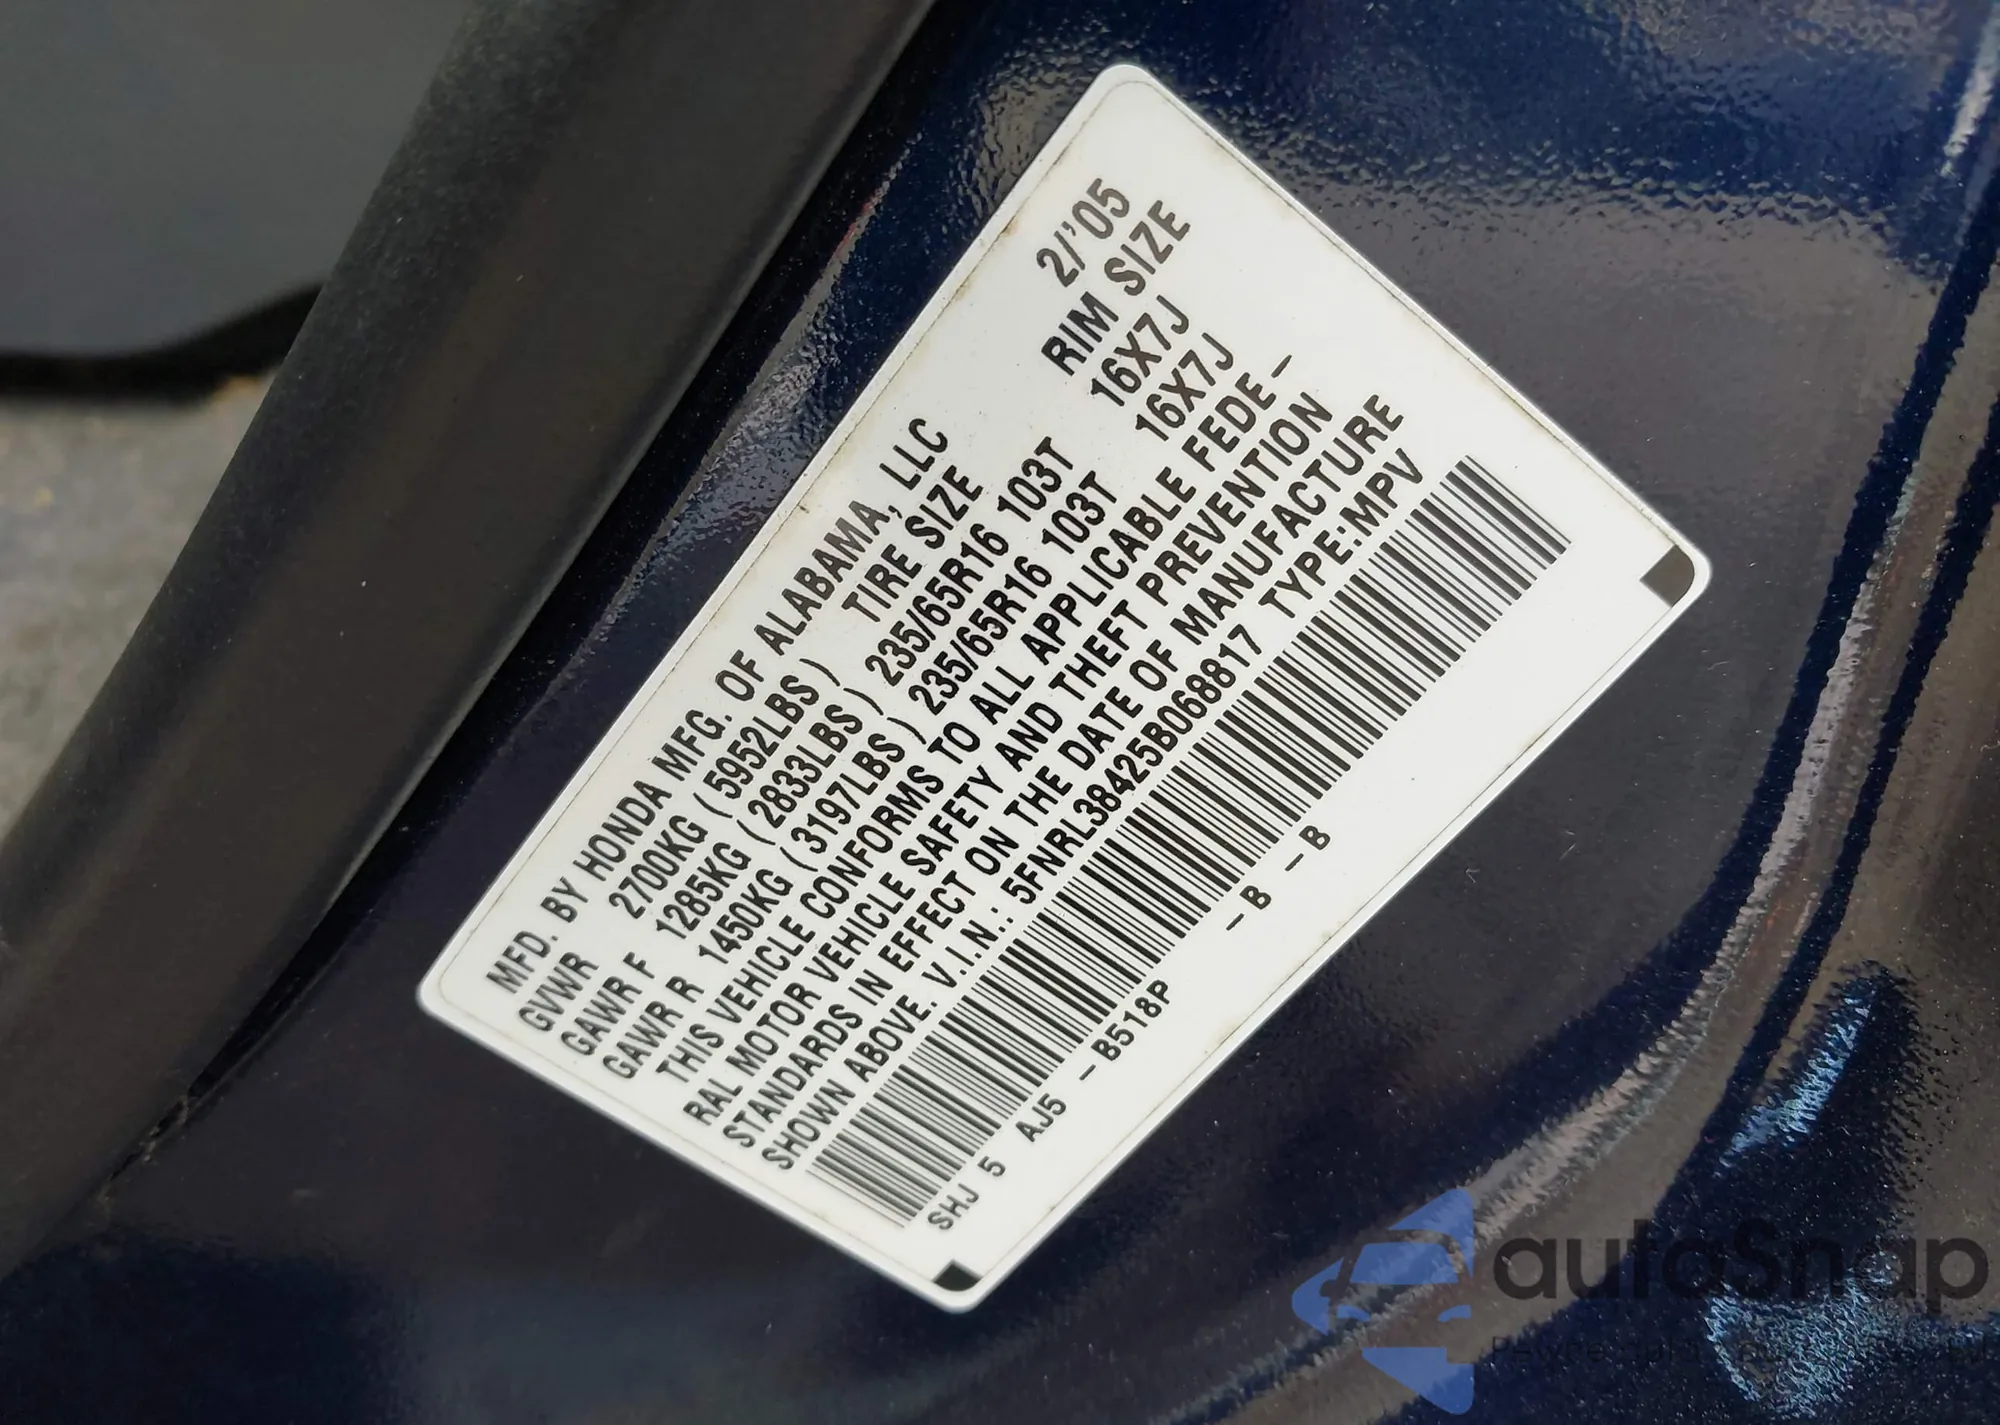 MFD. BY HONDA MFG. OF ALABAMA, LLC 2/'05
GVWR 2700KG (5952LBS) TIRE SIZE RIM SIZE
GAWR F 1285KG (2833LBS) 235/65R16 103T 16X7J
GAWR R 1450KG (3197LBS) 235/65R16 103T 16X7J
THIS VEHICLE CONFORMS TO ALL APPLICABLE FEDE-
RAL MOTOR VEHICLE SAFETY AND THEFT PREVENTION
STANDARDS IN EFFECT ON THE DATE OF MANUFACTURE
SHOWN ABOVE. V.I.N.: 5FNRL38425B068817 TYPE:MPV
SHJ 5 AJ5 -B518P -B -B
autoSnap